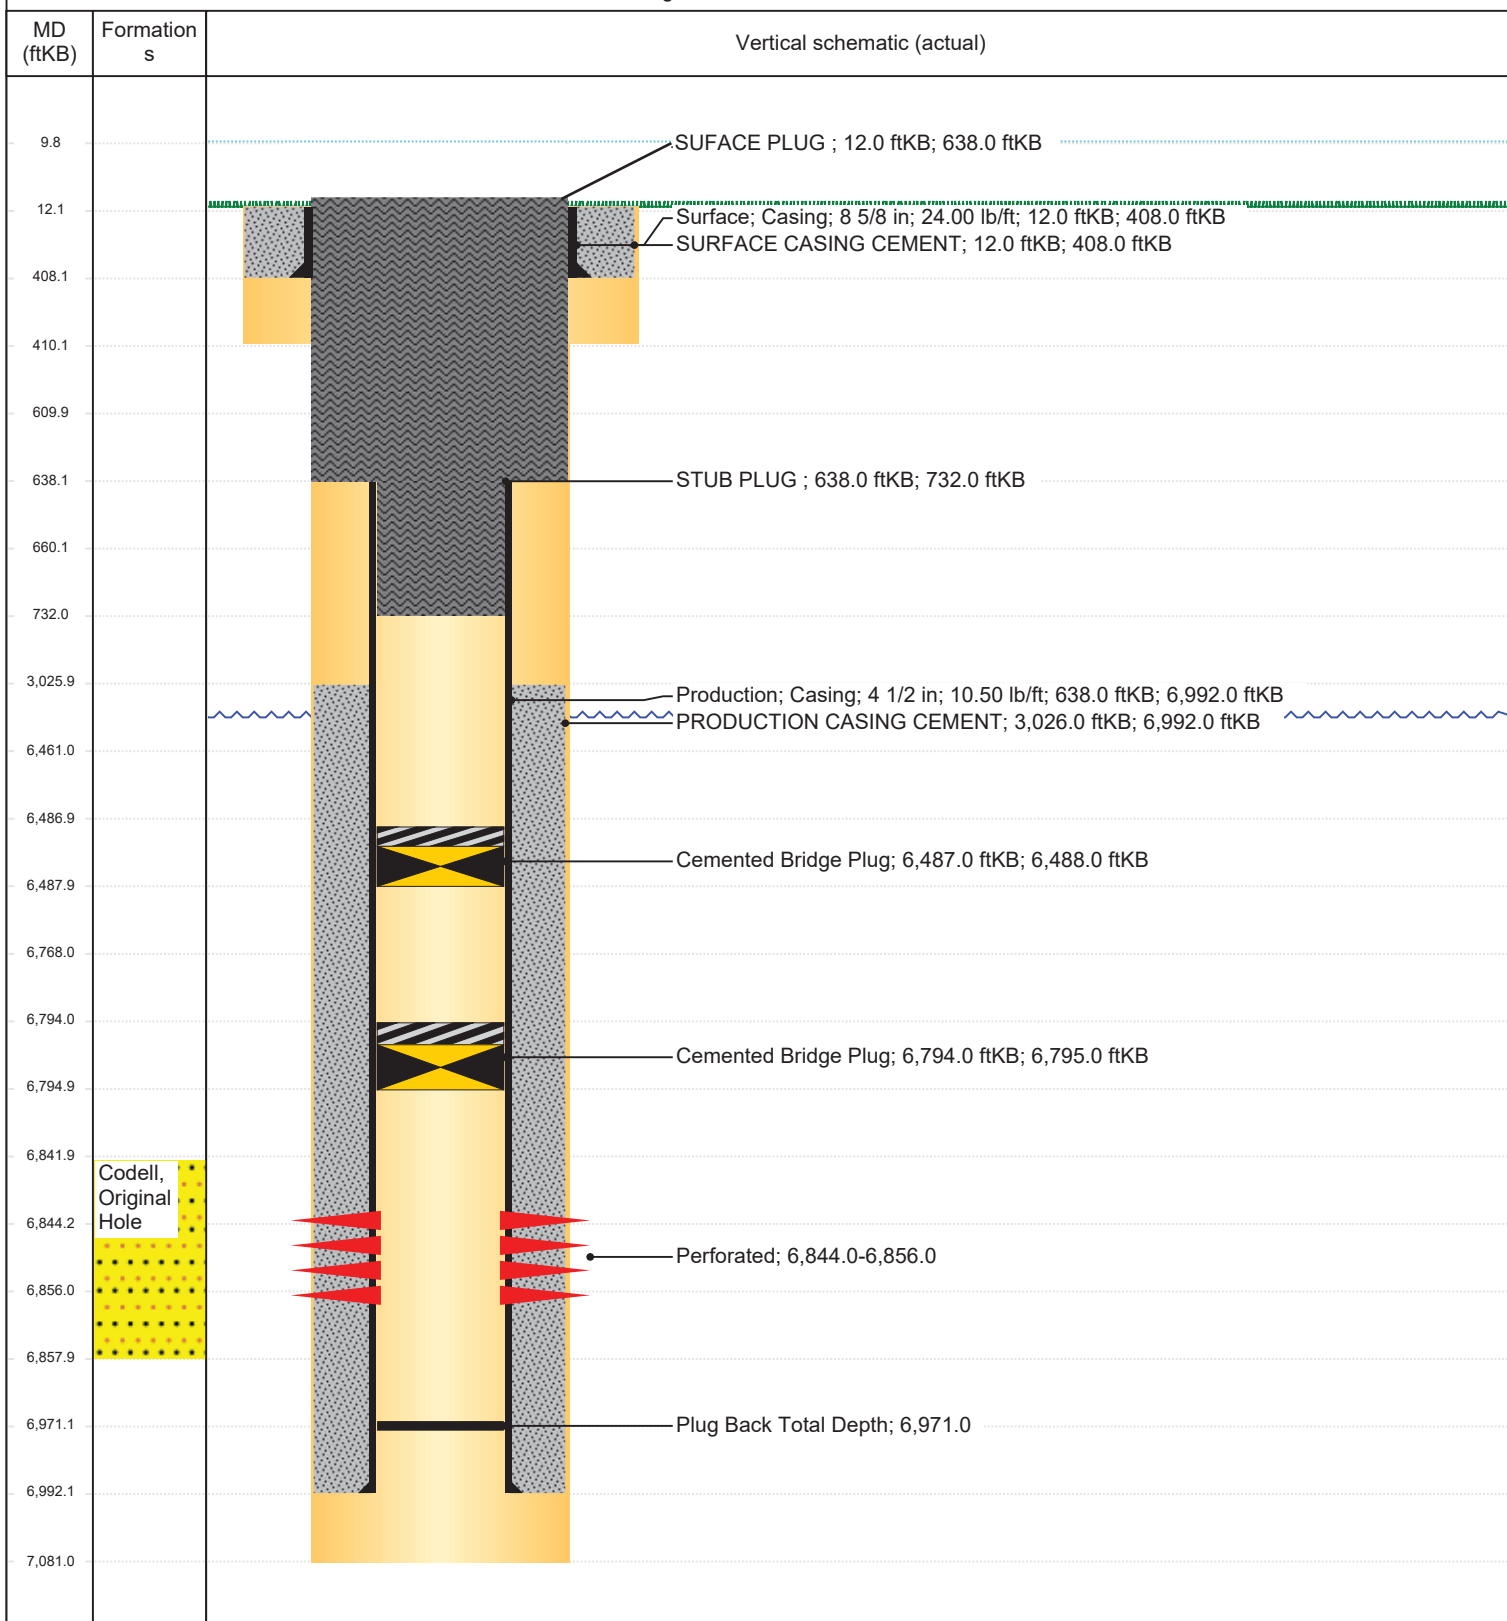 MD
(ftKB)
Formation
s
Vertical schematic (actual)
9.8
SUFACE PLUG ; 12.0 ftKB; 638.0 ftKB
12.1
Surface; Casing; 8 5/8 in; 24.00 lb/ft; 12.0 ftKB; 408.0 ftKB
SURFACE CASING CEMENT; 12.0 ftKB; 408.0 ftKB
408.1
410.1
609.9
638.1
STUB PLUG ; 638.0 ftKB; 732.0 ftKB
660.1
732.0
3,025.9
Production; Casing; 4 1/2 in; 10.50 lb/ft; 638.0 ftKB; 6,992.0 ftKB
PRODUCTION CASING CEMENT; 3,026.0 ftKB; 6,992.0 ftKB
6,461.0
6,486.9
Cemented Bridge Plug; 6,487.0 ftKB; 6,488.0 ftKB
6,487.9
6,768.0
6,794.0
Cemented Bridge Plug; 6,794.0 ftKB; 6,795.0 ftKB
6,794.9
6,841.9
Codell,
Original
Hole
6,844.2
Perforated; 6,844.0-6,856.0
6,856.0
6,857.9
6,971.1
Plug Back Total Depth; 6,971.0
6,992.1
7,081.0